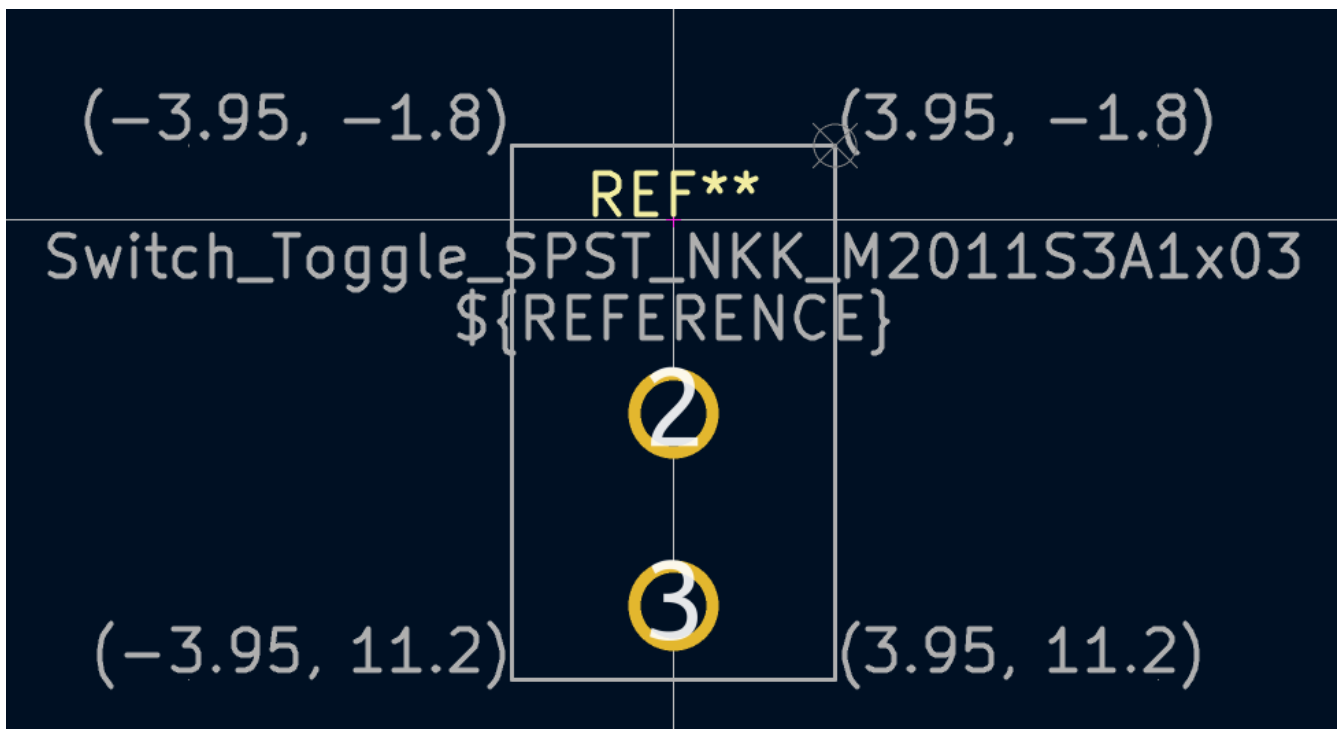 (-3.95, -1.8) (3.95, -1.8)
REF**
Switch_Toggle_SPST_NKK_M2011S3A1x03
${REFERENCE}
2
3
(-3.95, 11.2) (3.95, 11.2)